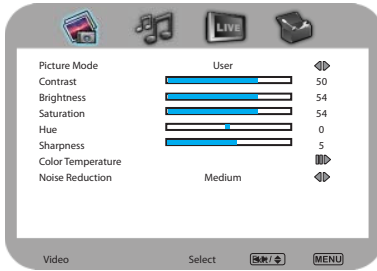 LIVE
Picture Mode User
Contrast 50
Brightness 54
Saturation 54
Hue 0
Sharpness 5
Color Temperature
Noise Reduction Medium
Video Select MENU